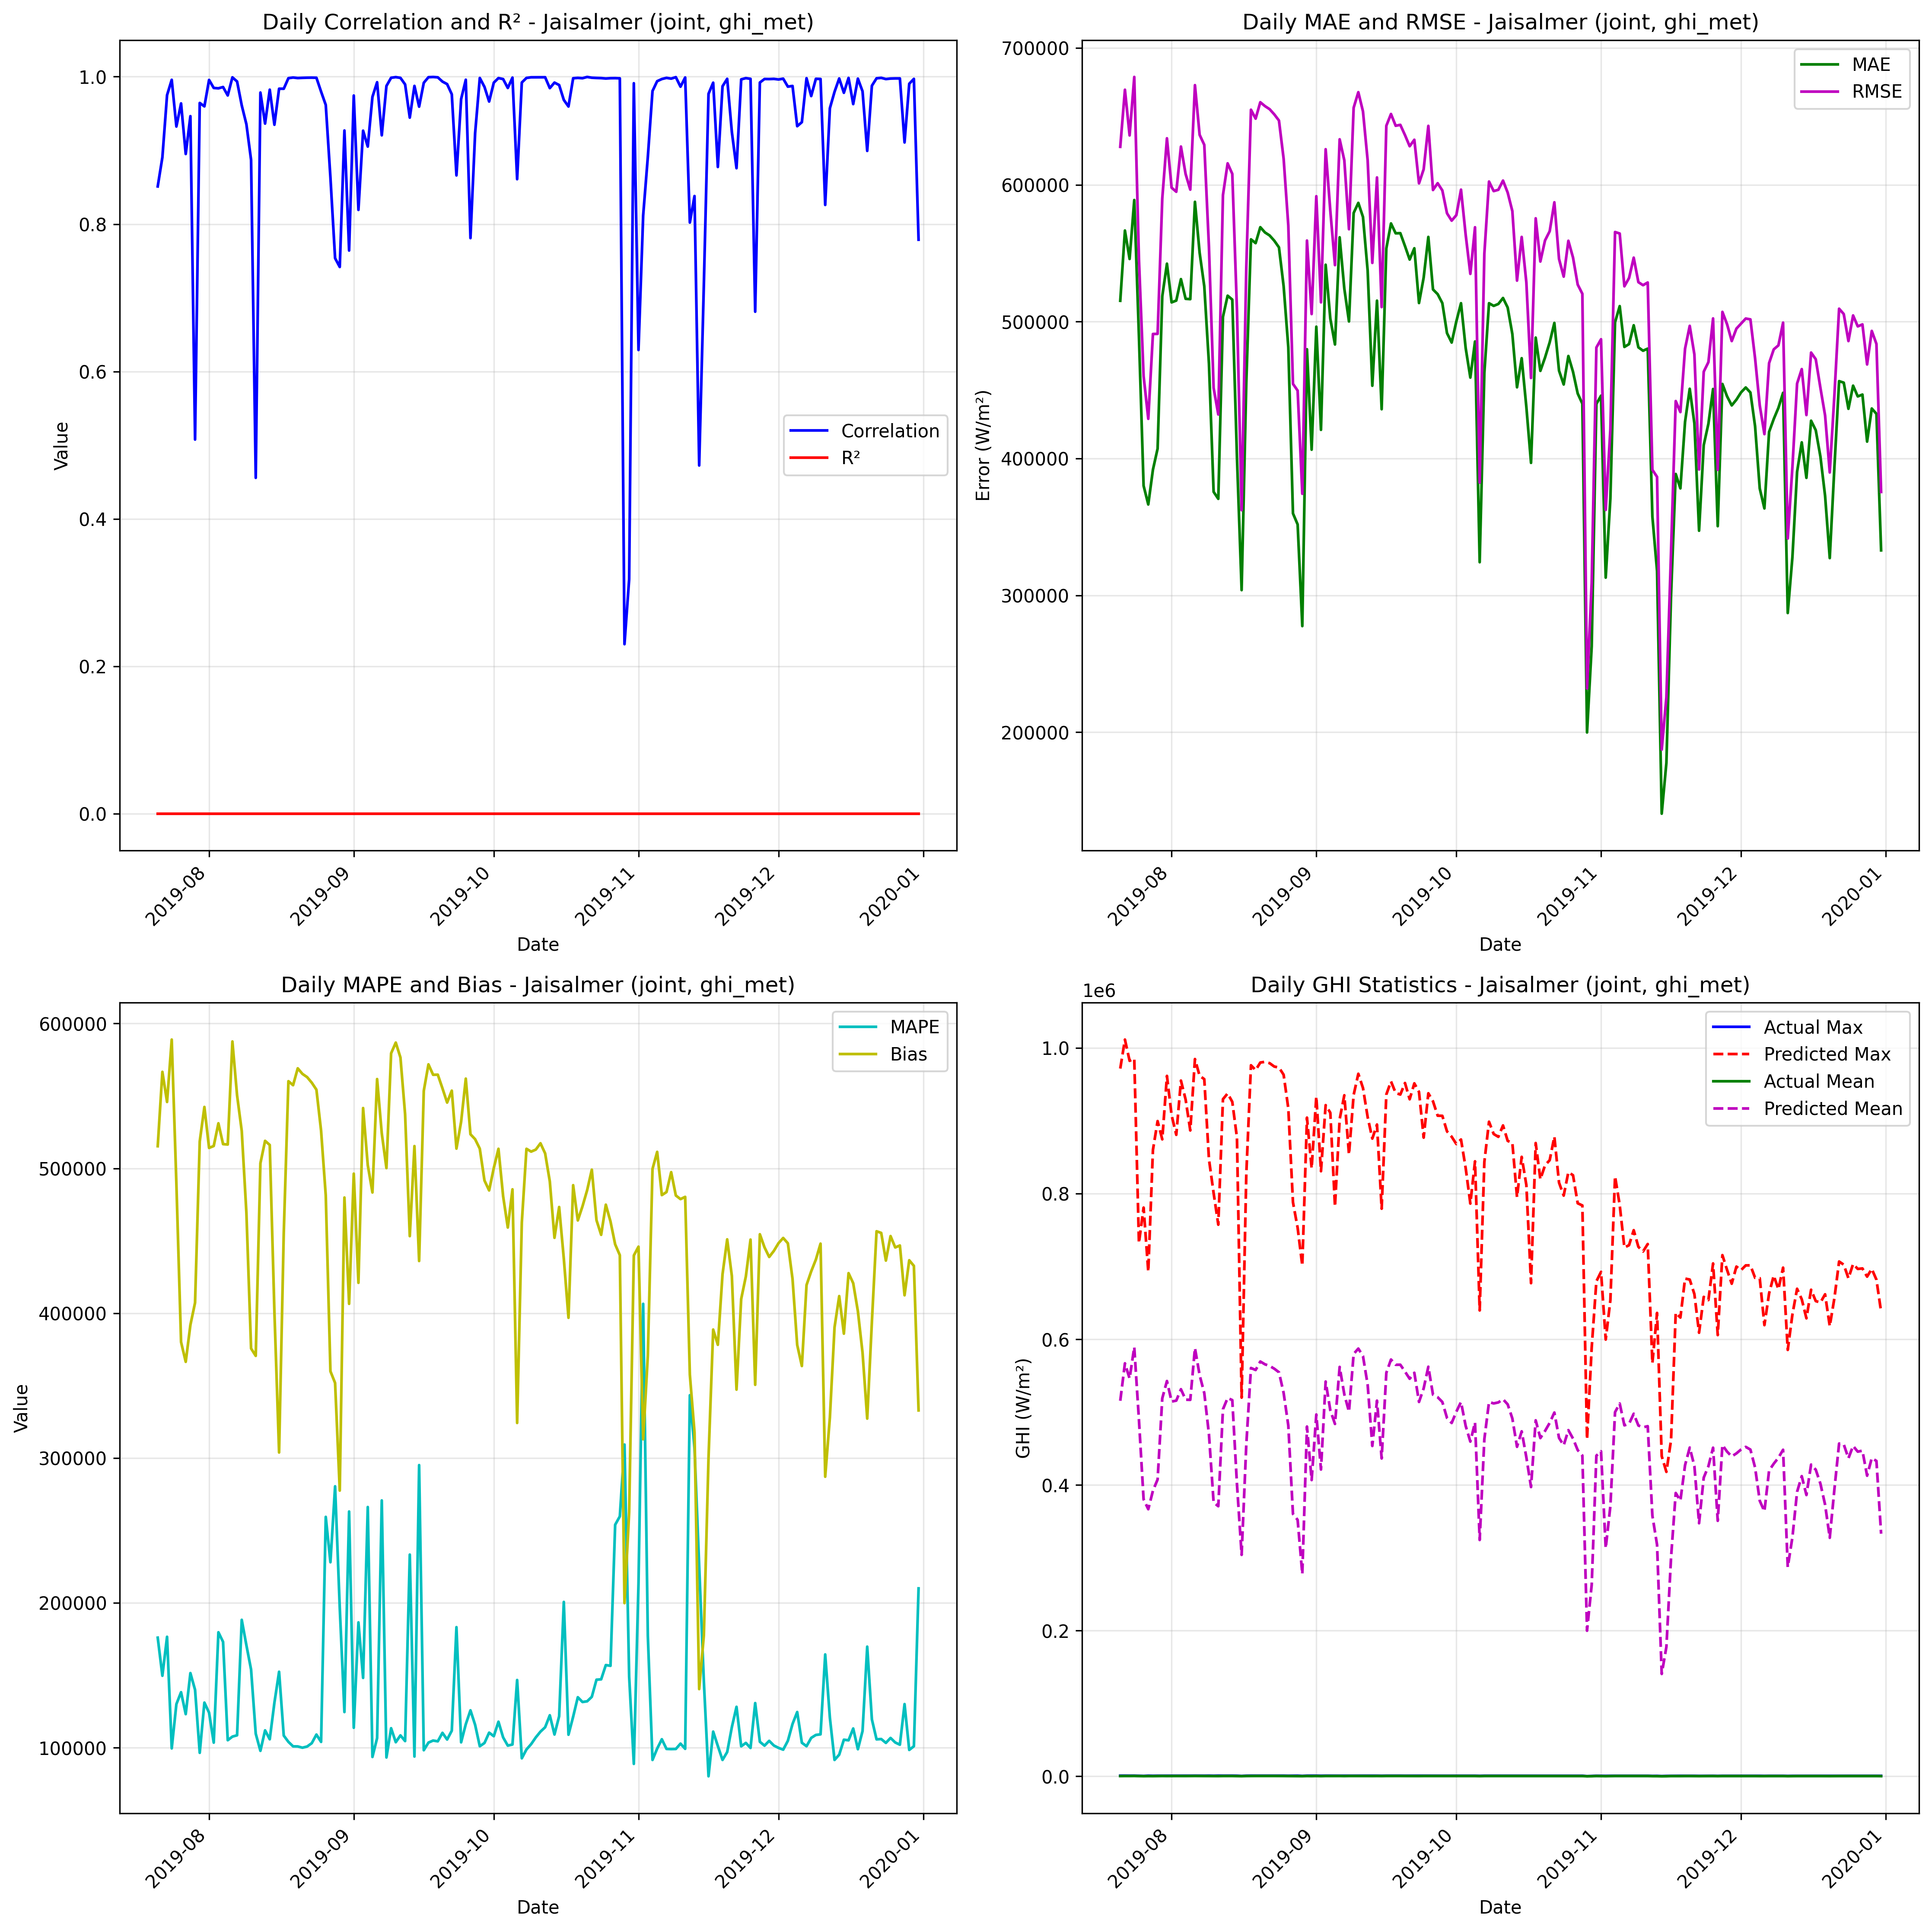 Daily Correlation and R² - Jaisalmer (joint, ghi_met)
1.0
0.8
0.6
0.4
0.2
0.0
Value
Correlation
R²
2019-08
2019-09
2019-10
2019-11
2019-12
2020-01
Date
Daily MAE and RMSE - Jaisalmer (joint, ghi_met)
700000
600000
500000
400000
300000
200000
Error (W/m²)
MAE
RMSE
2019-08
2019-09
2019-10
2019-11
2019-12
2020-01
Date
Daily MAPE and Bias - Jaisalmer (joint, ghi_met)
600000
500000
400000
300000
200000
100000
Value
MAPE
Bias
2019-08
2019-09
2019-10
2019-11
2019-12
2020-01
Date
Daily GHI Statistics - Jaisalmer (joint, ghi_met)
1e6
1.0
0.8
0.6
0.4
0.2
0.0
GHI (W/m²)
Actual Max
Predicted Max
Actual Mean
Predicted Mean
2019-08
2019-09
2019-10
2019-11
2019-12
2020-01
Date